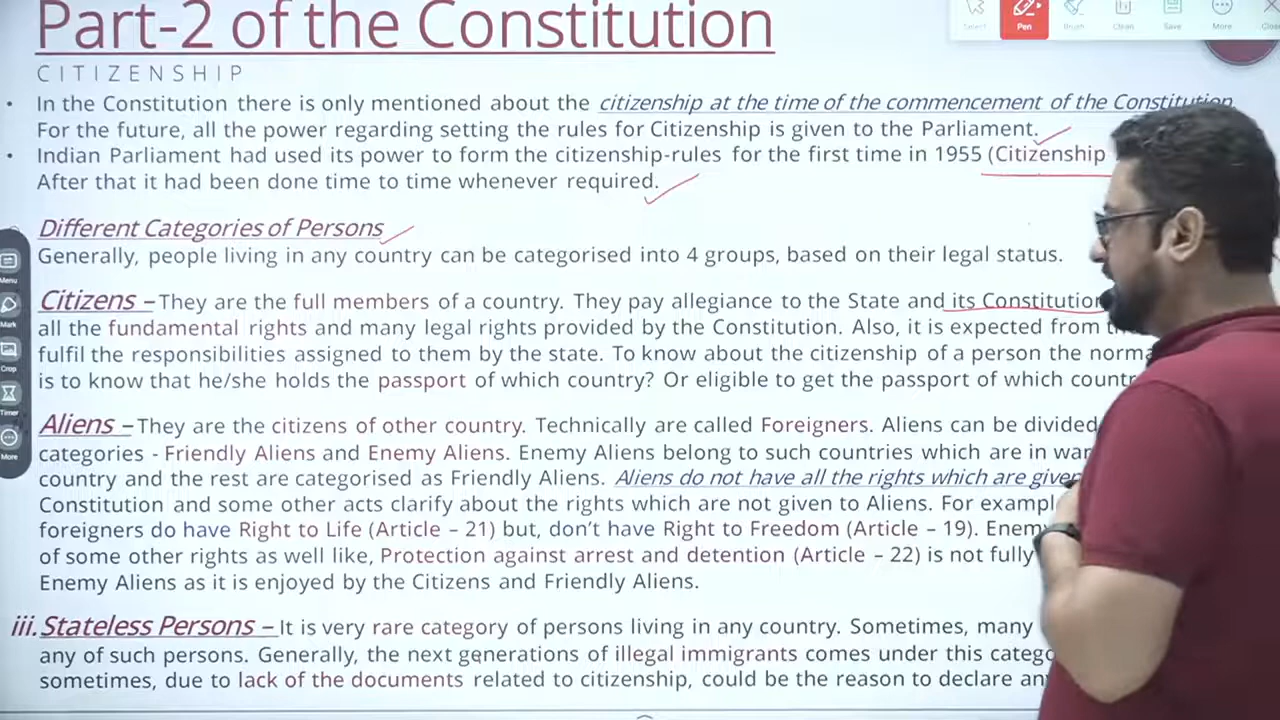 Part-2 of the Constitution
Select Pen Brush Clean Save More Close
CITIZENSHIP
• In the Constitution there is only mentioned about the citizenship at the time of the commencement of the Constitution.
For the future, all the power regarding setting the rules for Citizenship is given to the Parliament.
• Indian Parliament had used its power to form the citizenship-rules for the first time in 1955 (Citizenship
After that it had been done time to time whenever required.
Different Categories of Persons
Generally, people living in any country can be categorised into 4 groups, based on their legal status.
Citizens – They are the full members of a country. They pay allegiance to the State and its Constitution
all the fundamental rights and many legal rights provided by the Constitution. Also, it is expected from
fulfil the responsibilities assigned to them by the state. To know about the citizenship of a person the
is to know that he/she holds the passport of which country? Or eligible to get the passport of which
Aliens – They are the citizens of other country. Technically are called Foreigners. Aliens can be divided
categories - Friendly Aliens and Enemy Aliens. Enemy Aliens belong to such countries which are in war
country and the rest are categorised as Friendly Aliens. Aliens do not have all the rights which are given
Constitution and some other acts clarify about the rights which are not given to Aliens. For
foreigners do have Right to Life (Article – 21) but, don't have Right to Freedom (Article – 19).
of some other rights as well like, Protection against arrest and detention (Article – 22) is not fully
Enemy Aliens as it is enjoyed by the Citizens and Friendly Aliens.
iii. Stateless Persons – It is very rare category of persons living in any country. Sometimes, many
any of such persons. Generally, the next generations of illegal immigrants comes under this
sometimes, due to lack of the documents related to citizenship, could be the reason to declare
Menu
Mark
Crop
Timer
More